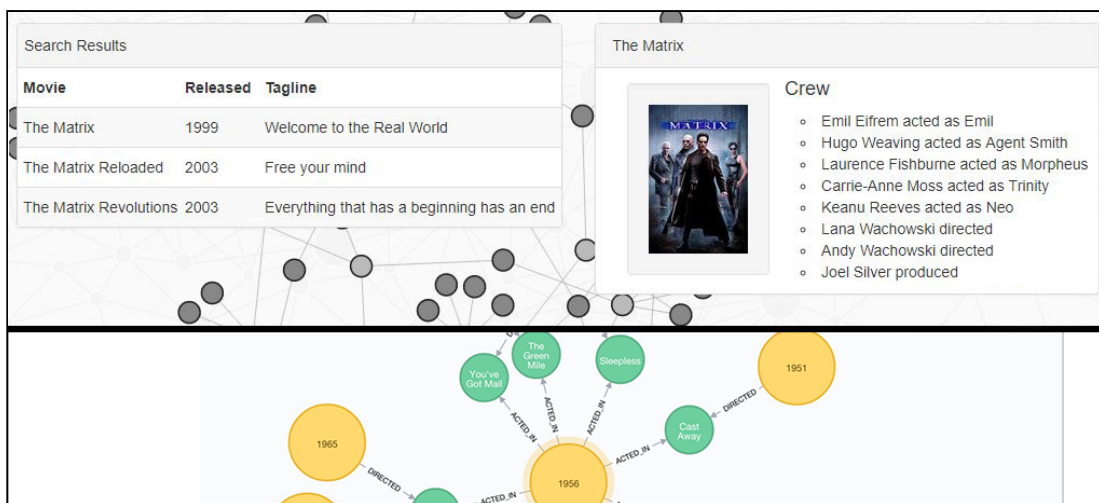 Search Results
Movie Released Tagline
The Matrix 1999 Welcome to the Real World
The Matrix Reloaded 2003 Free your mind
The Matrix Revolutions 2003 Everything that has a beginning has an end
The Matrix
MATRIX
Crew
Emil Eifrem acted as Emil
Hugo Weaving acted as Agent Smith
Laurence Fishburne acted as Morpheus
Carrie-Anne Moss acted as Trinity
Keanu Reeves acted as Neo
Lana Wachowski directed
Andy Wachowski directed
Joel Silver produced
The
Green
Mile
You've
Got Mail
Sleepless
1951
DIRECTED
Cast
Away
ACTED_IN
ACTED_IN
ACTED_IN
ACTED_IN
1965
DIRECTED
1956
ACTED_IN